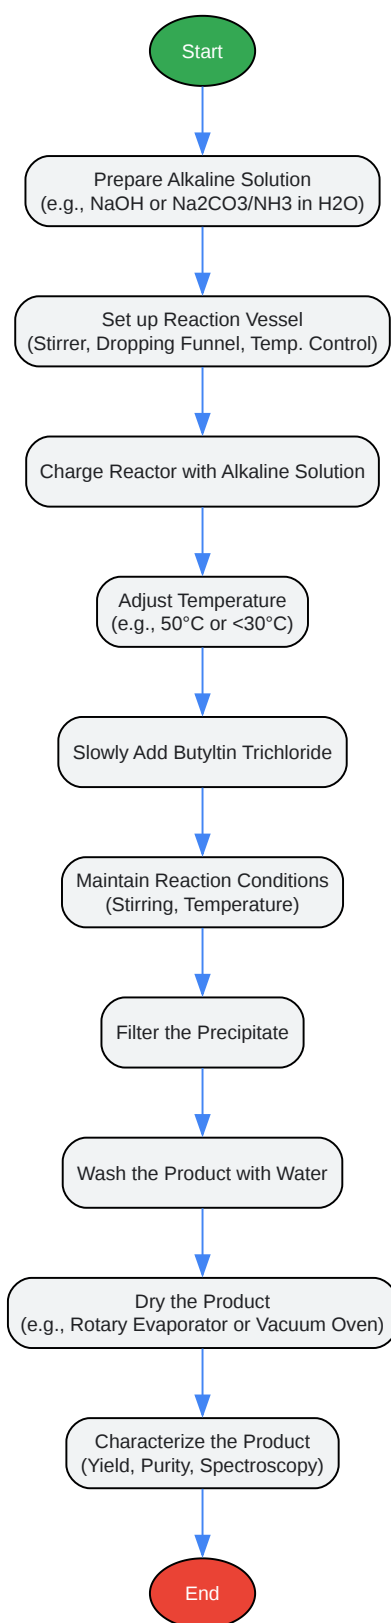 Start
Prepare Alkaline Solution
(e.g., NaOH or Na2CO3/NH3 in H2O)
Set up Reaction Vessel
(Stirrer, Dropping Funnel, Temp. Control)
Charge Reactor with Alkaline Solution
Adjust Temperature
(e.g., 50°C or <30°C)
Slowly Add Butyltin Trichloride
Maintain Reaction Conditions
(Stirring, Temperature)
Filter the Precipitate
Wash the Product with Water
Dry the Product
(e.g., Rotary Evaporator or Vacuum Oven)
Characterize the Product
(Yield, Purity, Spectroscopy)
End